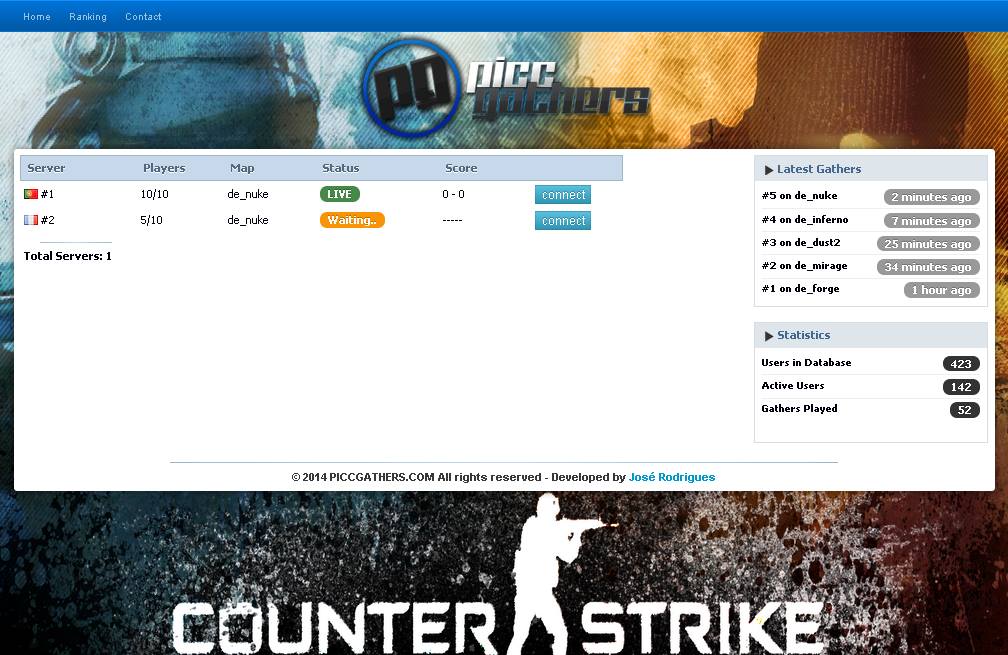 Home Ranking Contact
pg picc gathers
Server Players Map Status Score
#1 10/10 de_nuke LIVE 0 - 0 connect
#2 5/10 de_nuke Waiting.. ----- connect
Total Servers: 1
Latest Gathers
#5 on de_nuke 2 minutes ago
#4 on de_inferno 7 minutes ago
#3 on de_dust2 25 minutes ago
#2 on de_mirage 34 minutes ago
#1 on de_forge 1 hour ago
Statistics
Users in Database 423
Active Users 142
Gathers Played 52
© 2014 PICCGATHERS.COM All rights reserved - Developed by José Rodrigues
COUNTER STRIKE